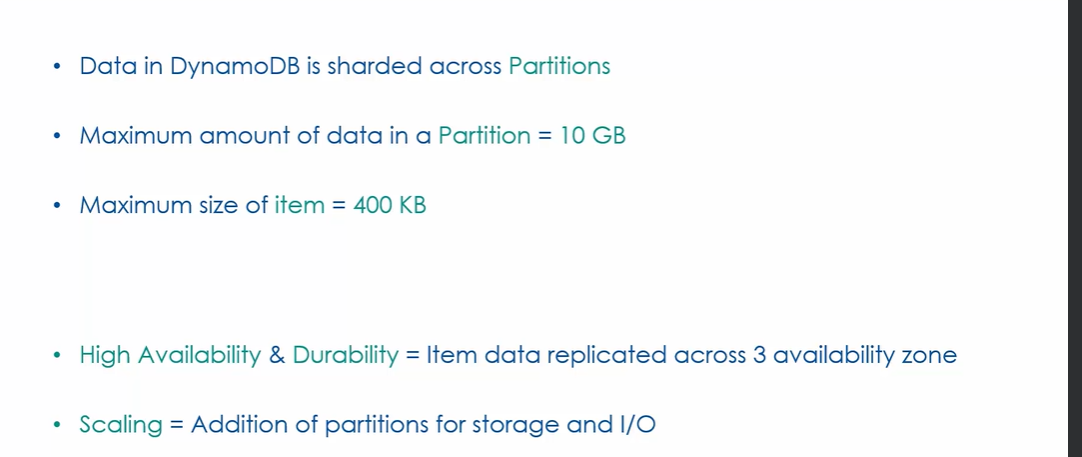 • Data in DynamoDB is sharded across Partitions
• Maximum amount of data in a Partition = 10 GB
• Maximum size of item = 400 KB
• High Availability & Durability = Item data replicated across 3 availability zone
• Scaling = Addition of partitions for storage and I/O